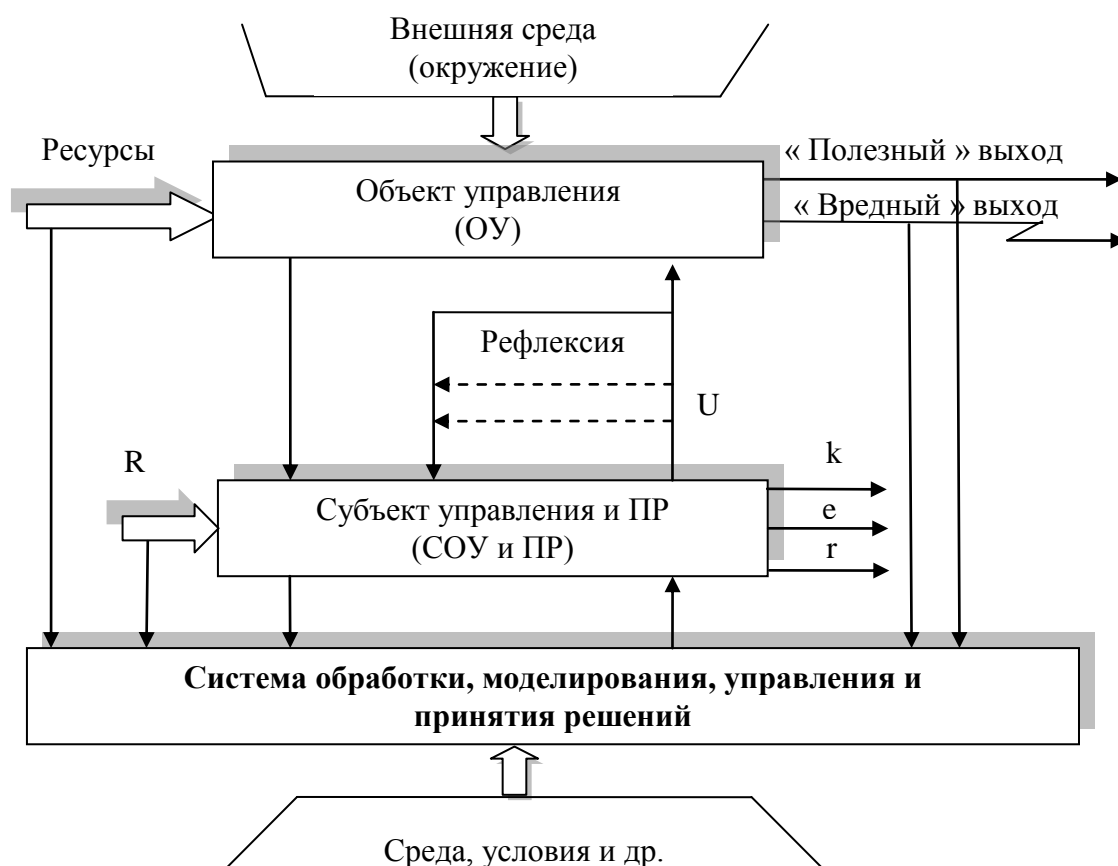 Внешняя среда
(окружение)
Ресурсы
« Полезный » выход
Объект управления
(ОУ)
« Вредный » выход
Рефлексия
U
R
k
Субъект управления и ПР
(СОУ и ПР)
e
r
Система обработки, моделирования, управления и
принятия решений
Среда, условия и др.